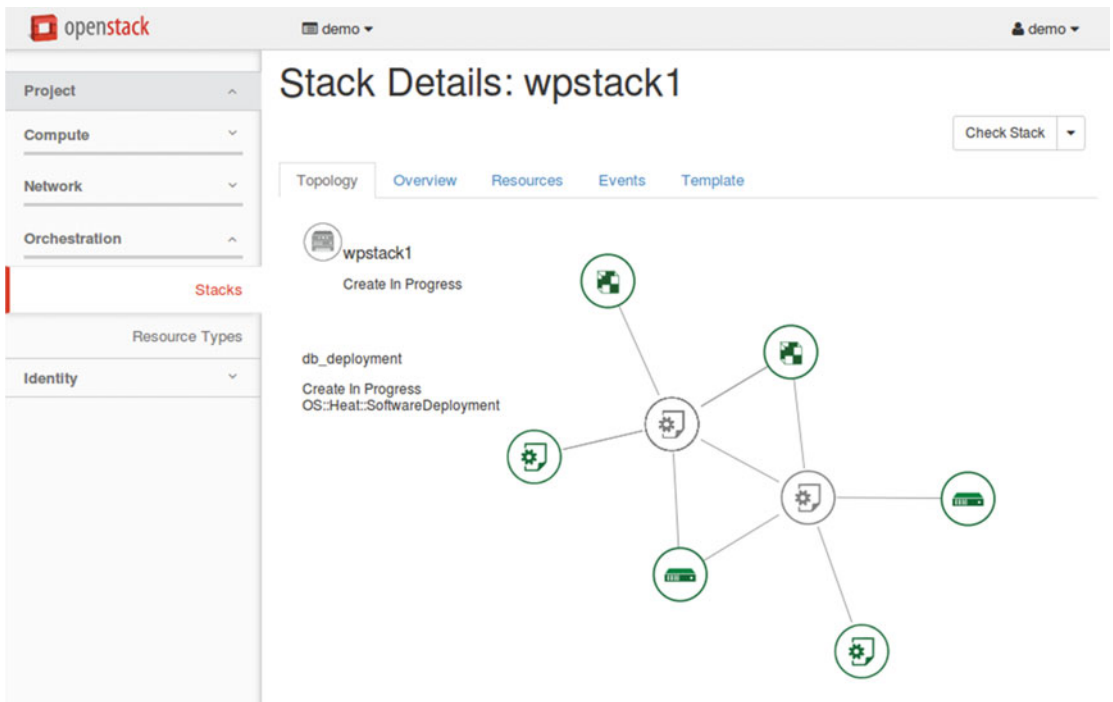 openstack
demo
demo
Project
Compute
Network
Orchestration
Stacks
Resource Types
Identity
Stack Details: wpstack1
Check Stack
Topology Overview Resources Events Template
wpstack1
Create In Progress
db_deployment
Create In Progress
OS::Heat::SoftwareDeployment